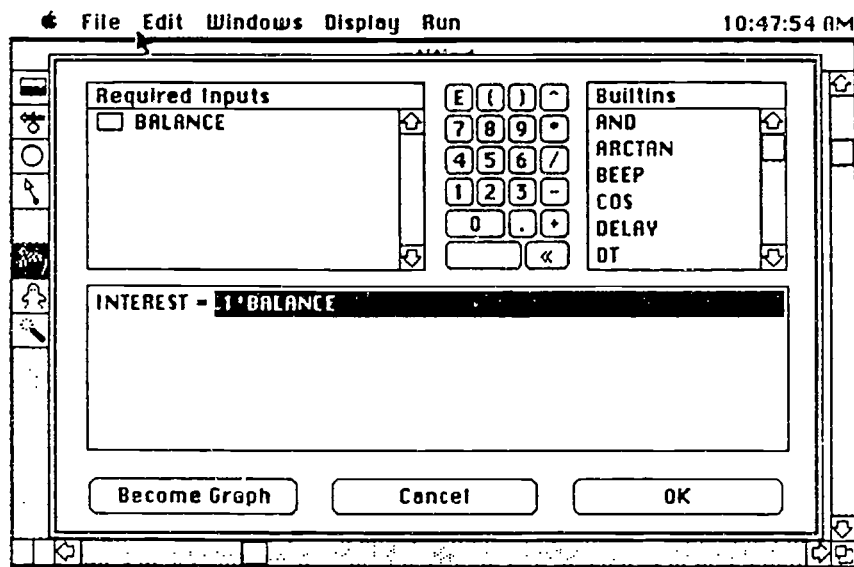 File Edit Windows Display Run 10:47:54 AM
Required Inputs
BALANCE
E ( ) ^
7 8 9 *
4 5 6 /
1 2 3 -
0 . +
«
Builtins
AND
ARCTAN
BEEP
COS
DELAY
DT
INTEREST = .1*BALANCE
Become Graph Cancel OK